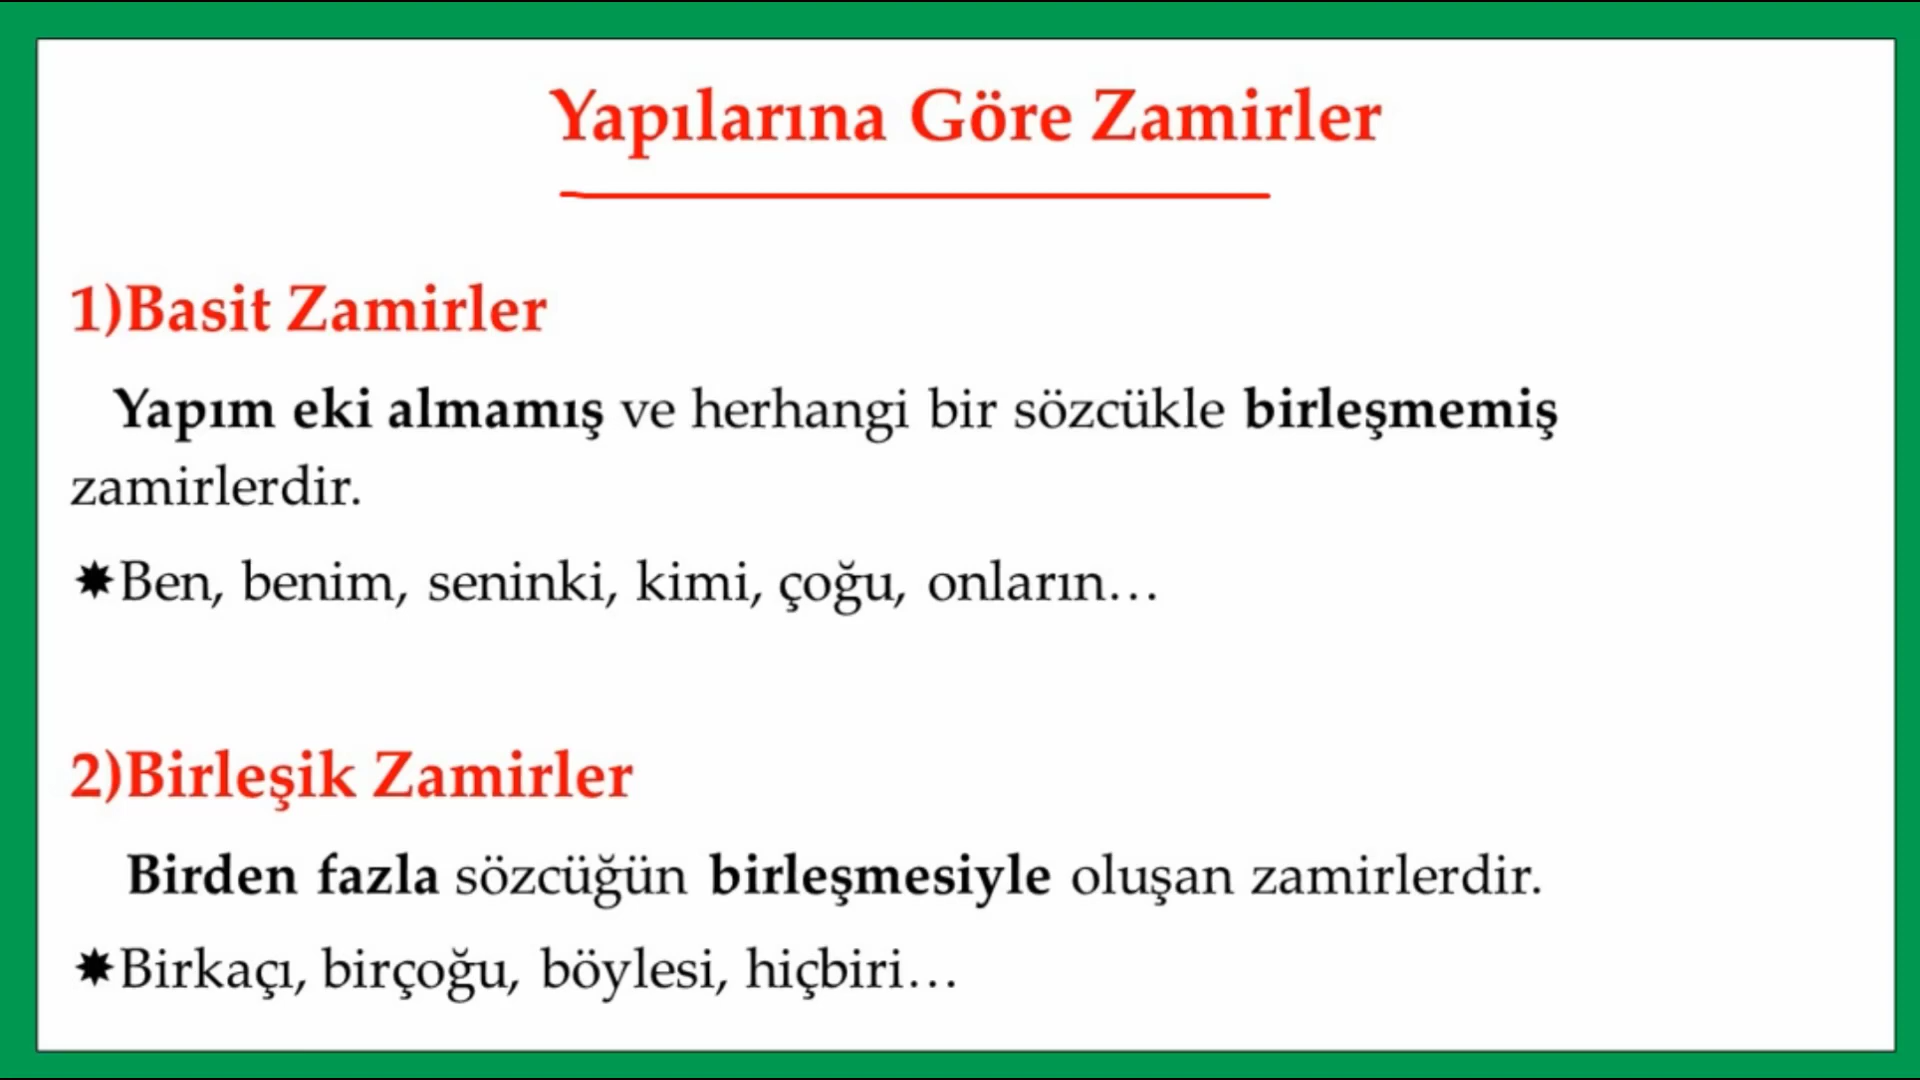 Yapılarına Göre Zamirler
1)Basit Zamirler
Yapım eki almamış ve herhangi bir sözcükle birleşmemiş
zamirlerdir.
✸Ben, benim, seninki, kimi, çoğu, onların…
2)Birleşik Zamirler
Birden fazla sözcüğün birleşmesiyle oluşan zamirlerdir.
✸Birkaçı, birçoğu, böylesi, hiçbiri…